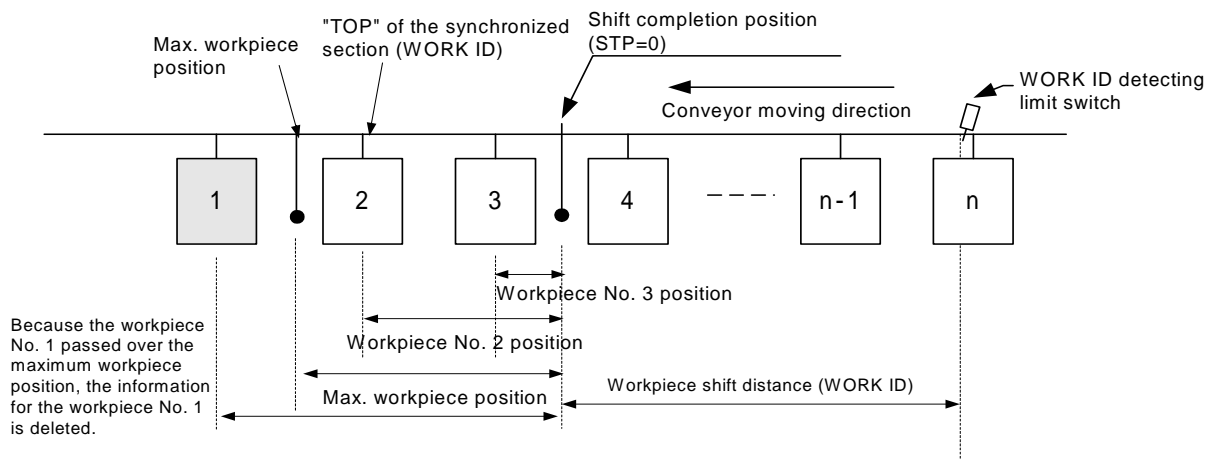 "TOP" of the synchronized
section (WORK ID)
Shift completion position
(STP=0)
Max. workpiece
position
WORK ID detecting
limit switch
Conveyor moving direction
1
2
3
4
n-1
n
Workpiece No. 3 position
Workpiece No. 2 position
Max. workpiece position
Workpiece shift distance (WORK ID)
Because the workpiece
No. 1 passed over the
maximum workpiece
position, the information
for the workpiece No. 1
is deleted.